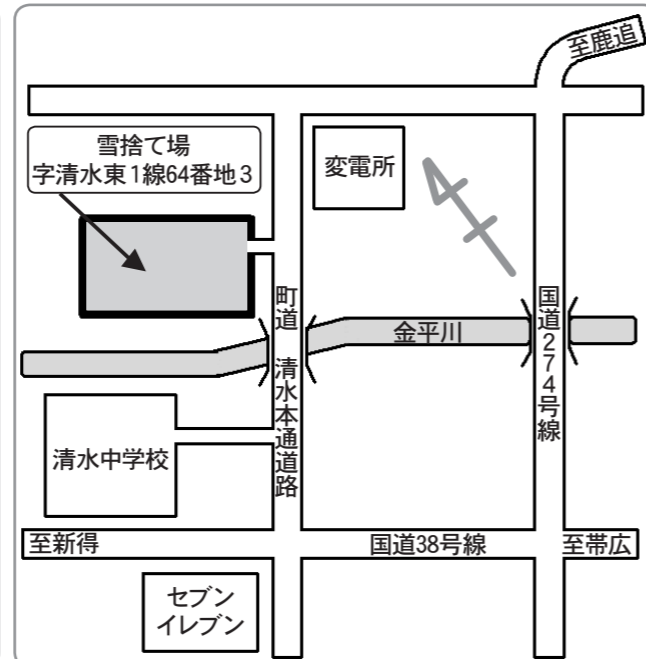 至鹿追
雪捨て場
字清水東1線64番地3
変電所
町道 清水本通道路
国道274号線
金平川
清水中学校
至新得
国道38号線
至帯広
セブン
イレブン